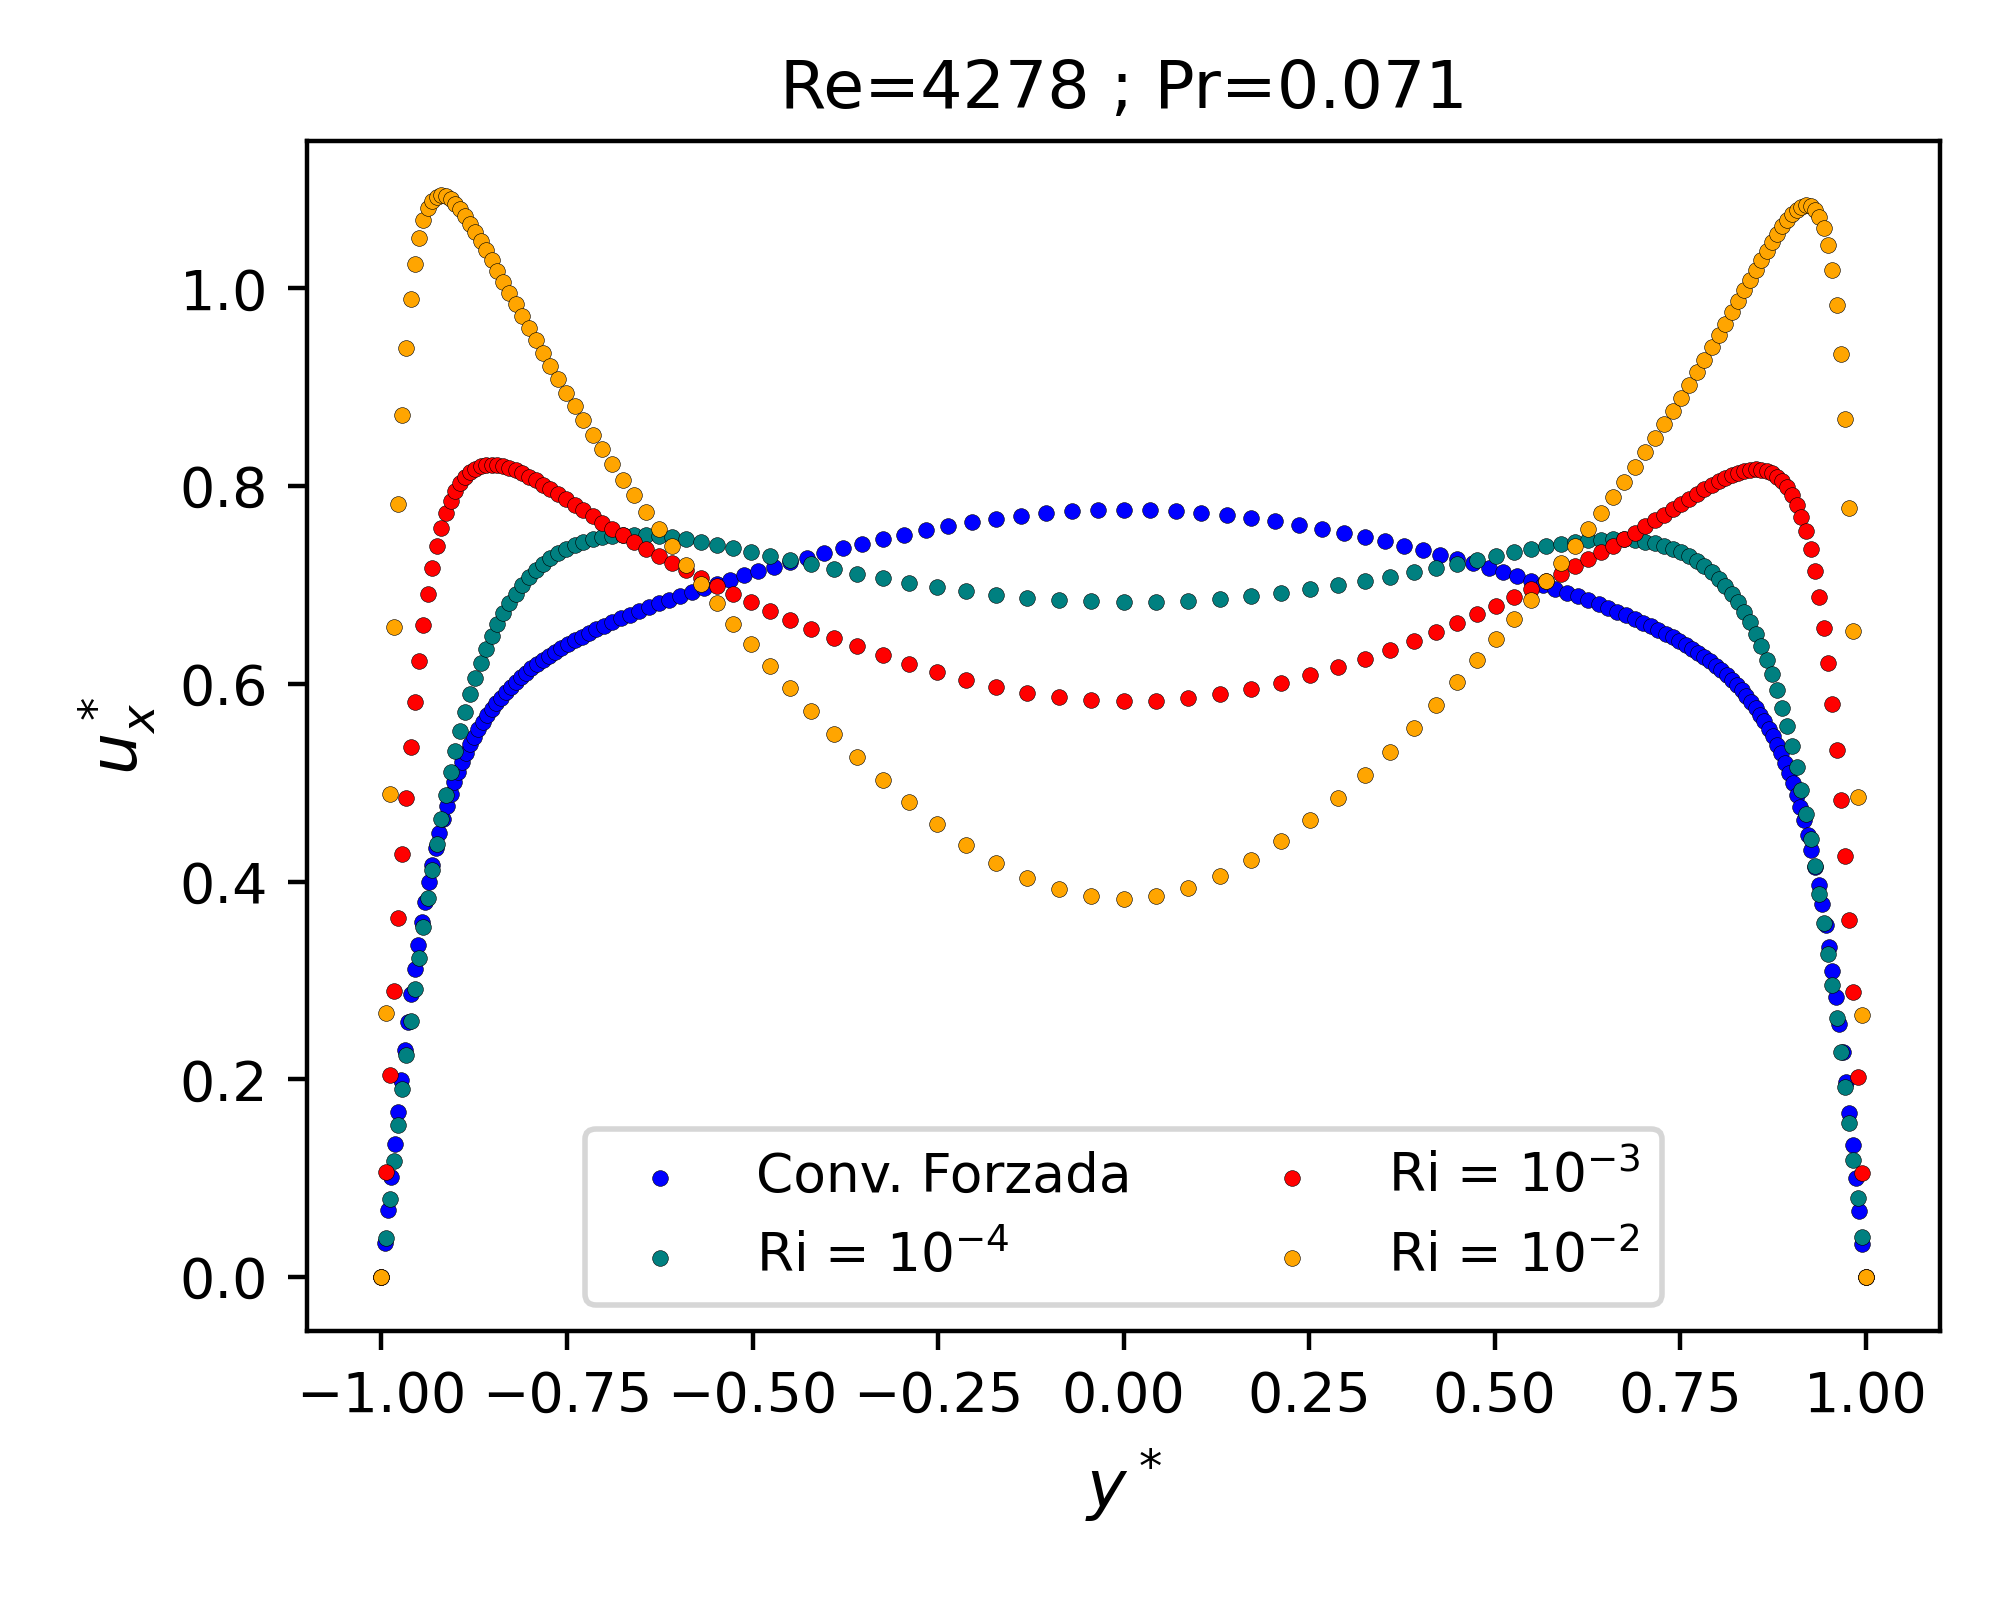 Re=4278 ; Pr=0.071
1.0
0.8
0.6
0.4
0.2
0.0
u*x
Conv. Forzada
Ri = 10⁻⁴
Ri = 10⁻³
Ri = 10⁻²
−1.00 −0.75 −0.50 −0.25 0.00 0.25 0.50 0.75 1.00
y*